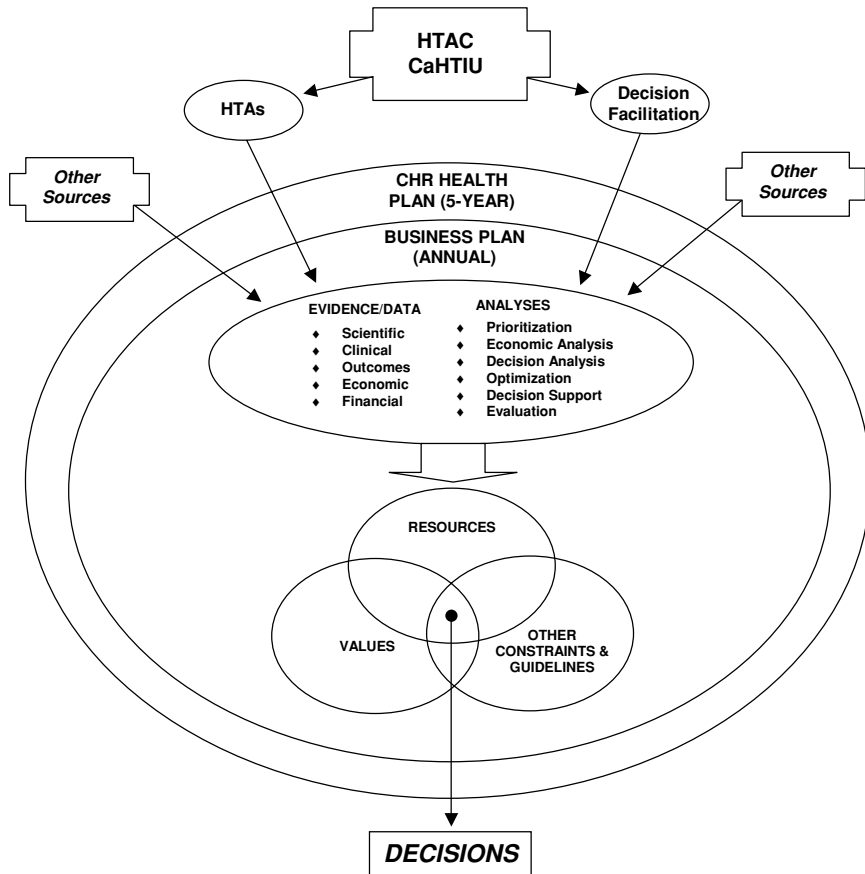 HTAC
CaHTIU
HTAs
Decision
Facilitation
Other
Sources
Other
Sources
CHR HEALTH
PLAN (5-YEAR)
BUSINESS PLAN
(ANNUAL)
EVIDENCE/DATA
♦ Scientific
♦ Clinical
♦ Outcomes
♦ Economic
♦ Financial
ANALYSES
♦ Prioritization
♦ Economic Analysis
♦ Decision Analysis
♦ Optimization
♦ Decision Support
♦ Evaluation
RESOURCES
VALUES
OTHER
CONSTRAINTS &
GUIDELINES
DECISIONS